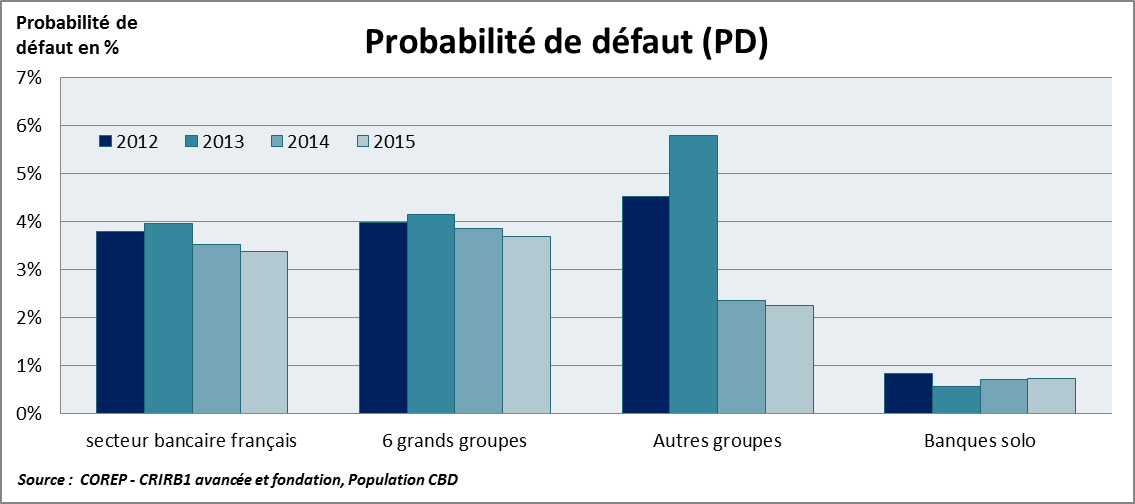 Probabilité de
défaut en %
Probabilité de défaut (PD)
7%
6%
5%
4%
3%
2%
1%
0%
2012 2013 2014 2015
secteur bancaire français 6 grands groupes Autres groupes Banques solo
Source : COREP - CRIRB1 avancée et fondation, Population CBD